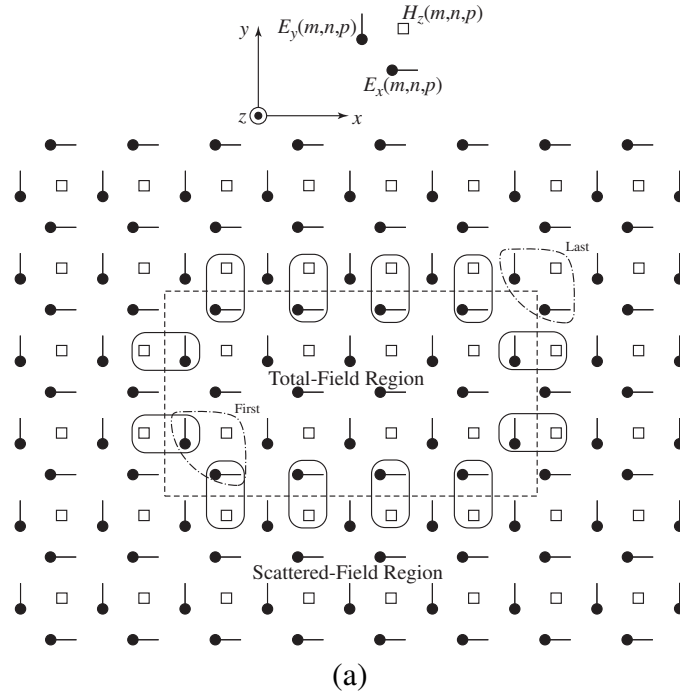 y
E_y(m,n,p)
H_z(m,n,p)
E_x(m,n,p)
z
x
Last
Total-Field Region
First
Scattered-Field Region
(a)